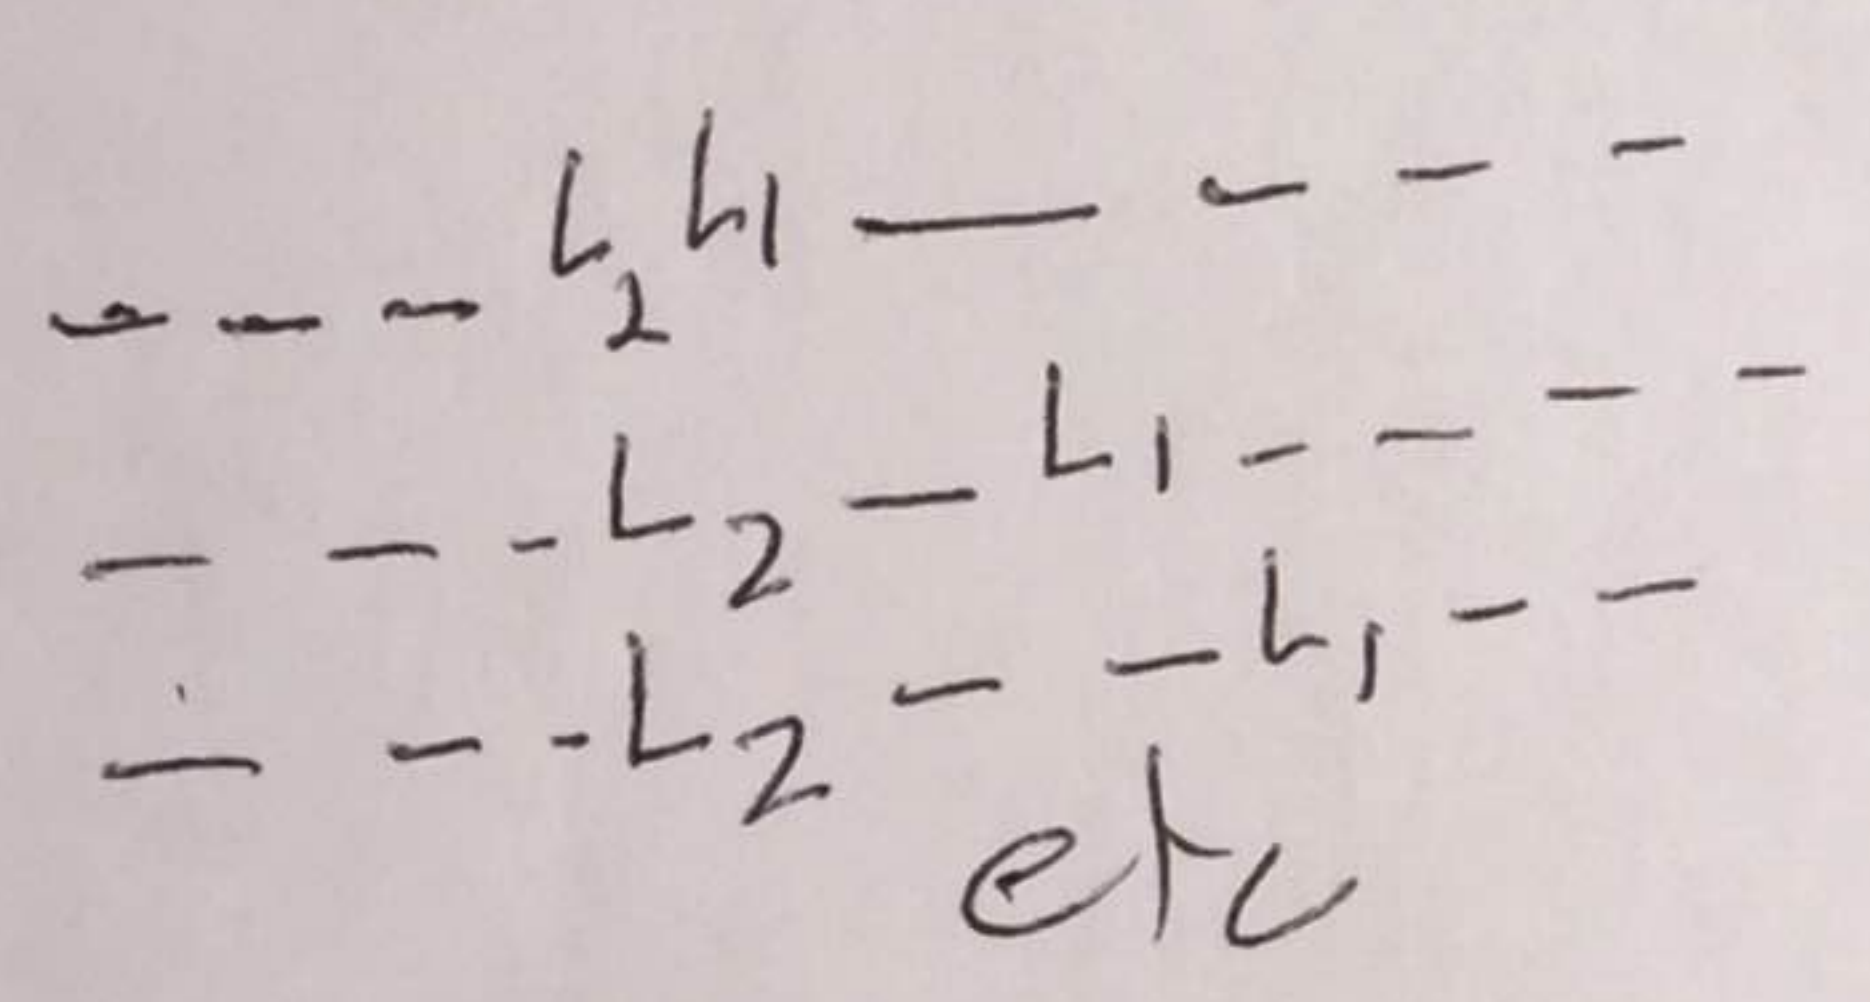 - - - L₂ L₁ — - - -
- - - L₂ — L₁ - - - -
- - - L₂ - - L₁ - -
etc